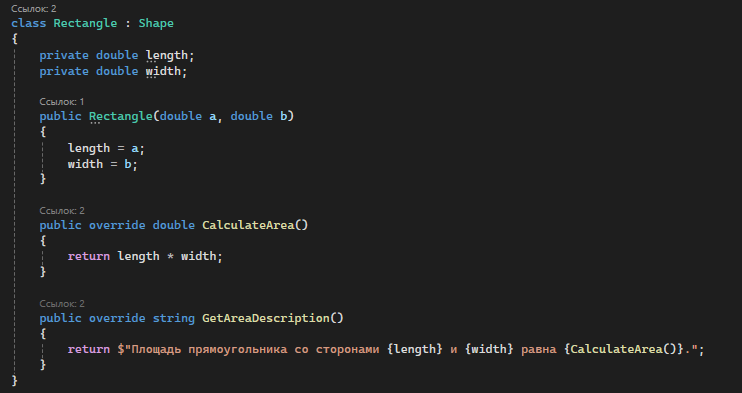 Ссылок: 2
class Rectangle : Shape
{
private double length;
private double width;
Ссылок: 1
public Rectangle(double a, double b)
{
length = a;
width = b;
}
Ссылок: 2
public override double CalculateArea()
{
return length * width;
}
Ссылок: 2
public override string GetAreaDescription()
{
return $"Площадь прямоугольника со сторонами {length} и {width} равна {CalculateArea()}.";
}
}